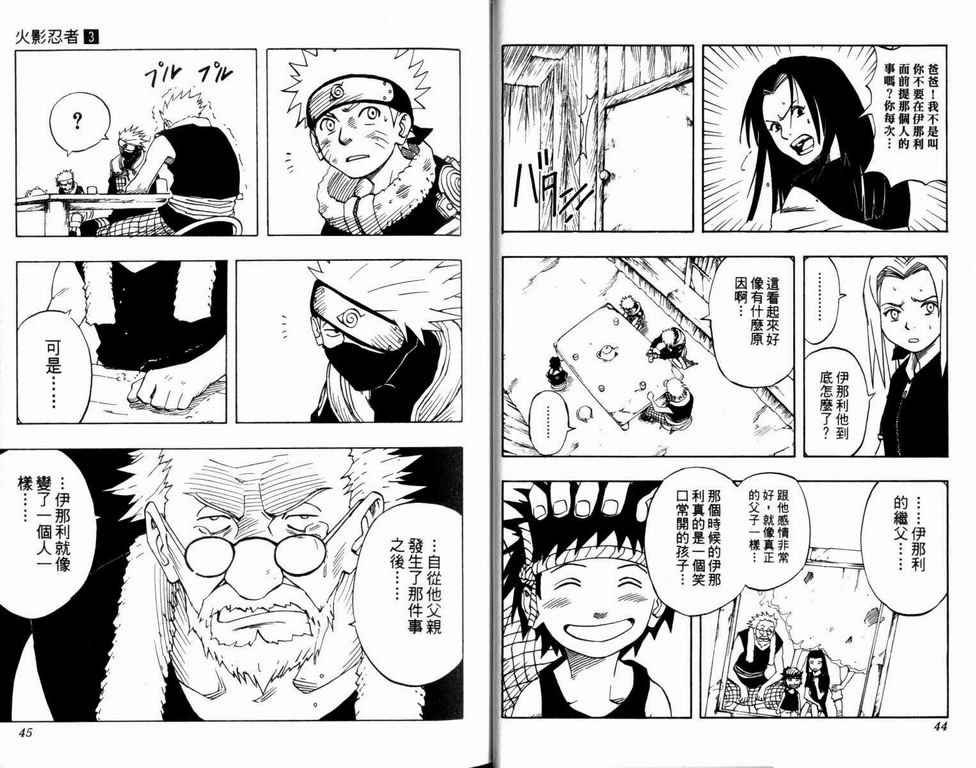 爸爸！我不是叫
你不要在伊那利
面前提那個人的
事嗎？你每次⋯
バタンッ
⋯⋯⋯
伊那利他到
底怎麼了？
這看起來好
像有什麼原
因啊⋯
⋯⋯⋯
⋯⋯伊那利
的繼父⋯⋯
跟他感情非常
好，就像真正
的父子一樣⋯
那個時候的伊那
利真的是一個笑
口常開的孩子⋯
44
火影忍者 3
プル プル
？
可是⋯⋯
⋯自從他父親
發生了那件事
之後⋯⋯
⋯伊那利就像
變了一個人一
樣⋯⋯
45